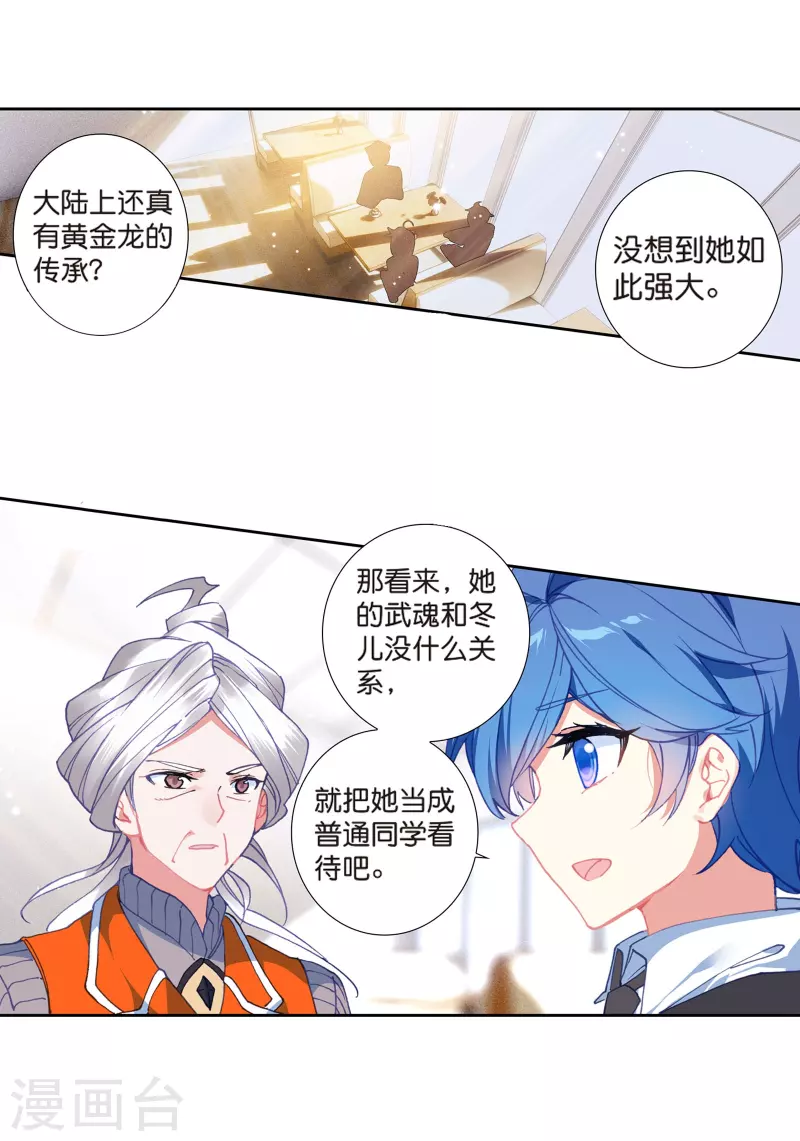 大陆上还真
有黄金龙的
传承?
没想到她如
此强大。
那看来，她
的武魂和冬
儿没什么关
系，
就把她当成
普通同学看
待吧。
漫画台